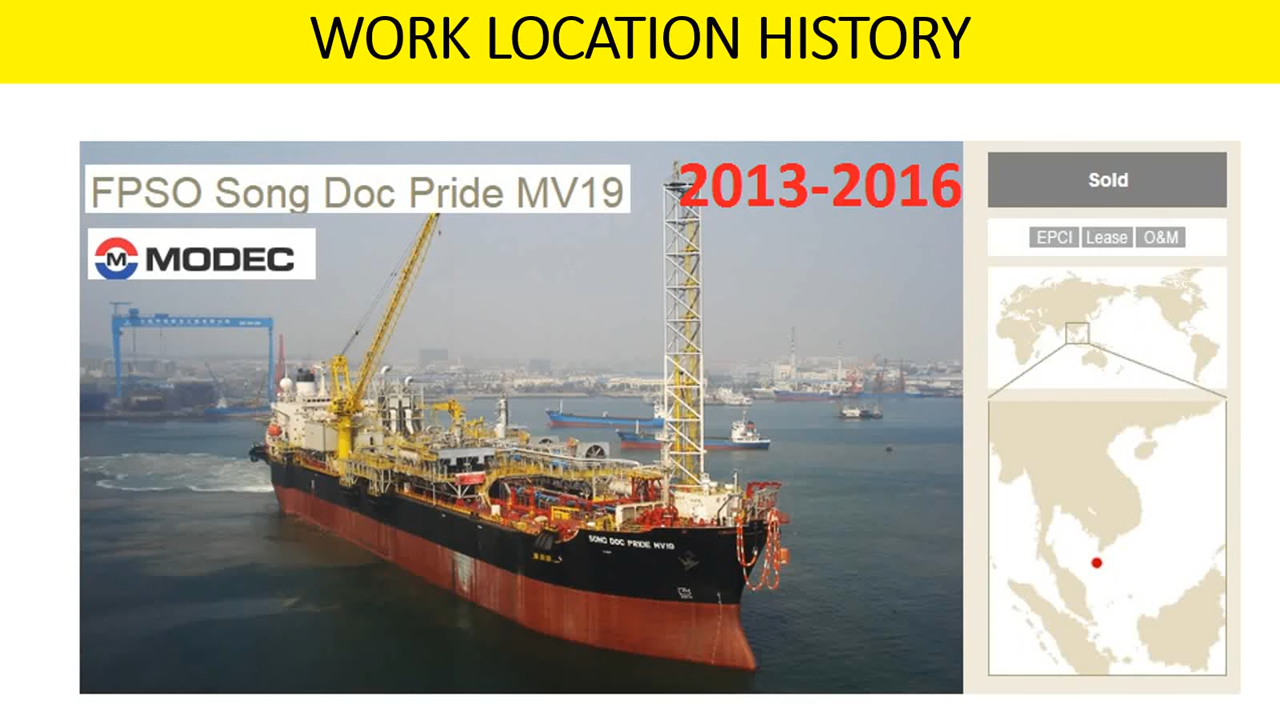 WORK LOCATION HISTORY
FPSO Song Doc Pride MV19
2013-2016
M MODEC
SONG DOC PRIDE MV19
Sold
EPCI Lease O&M